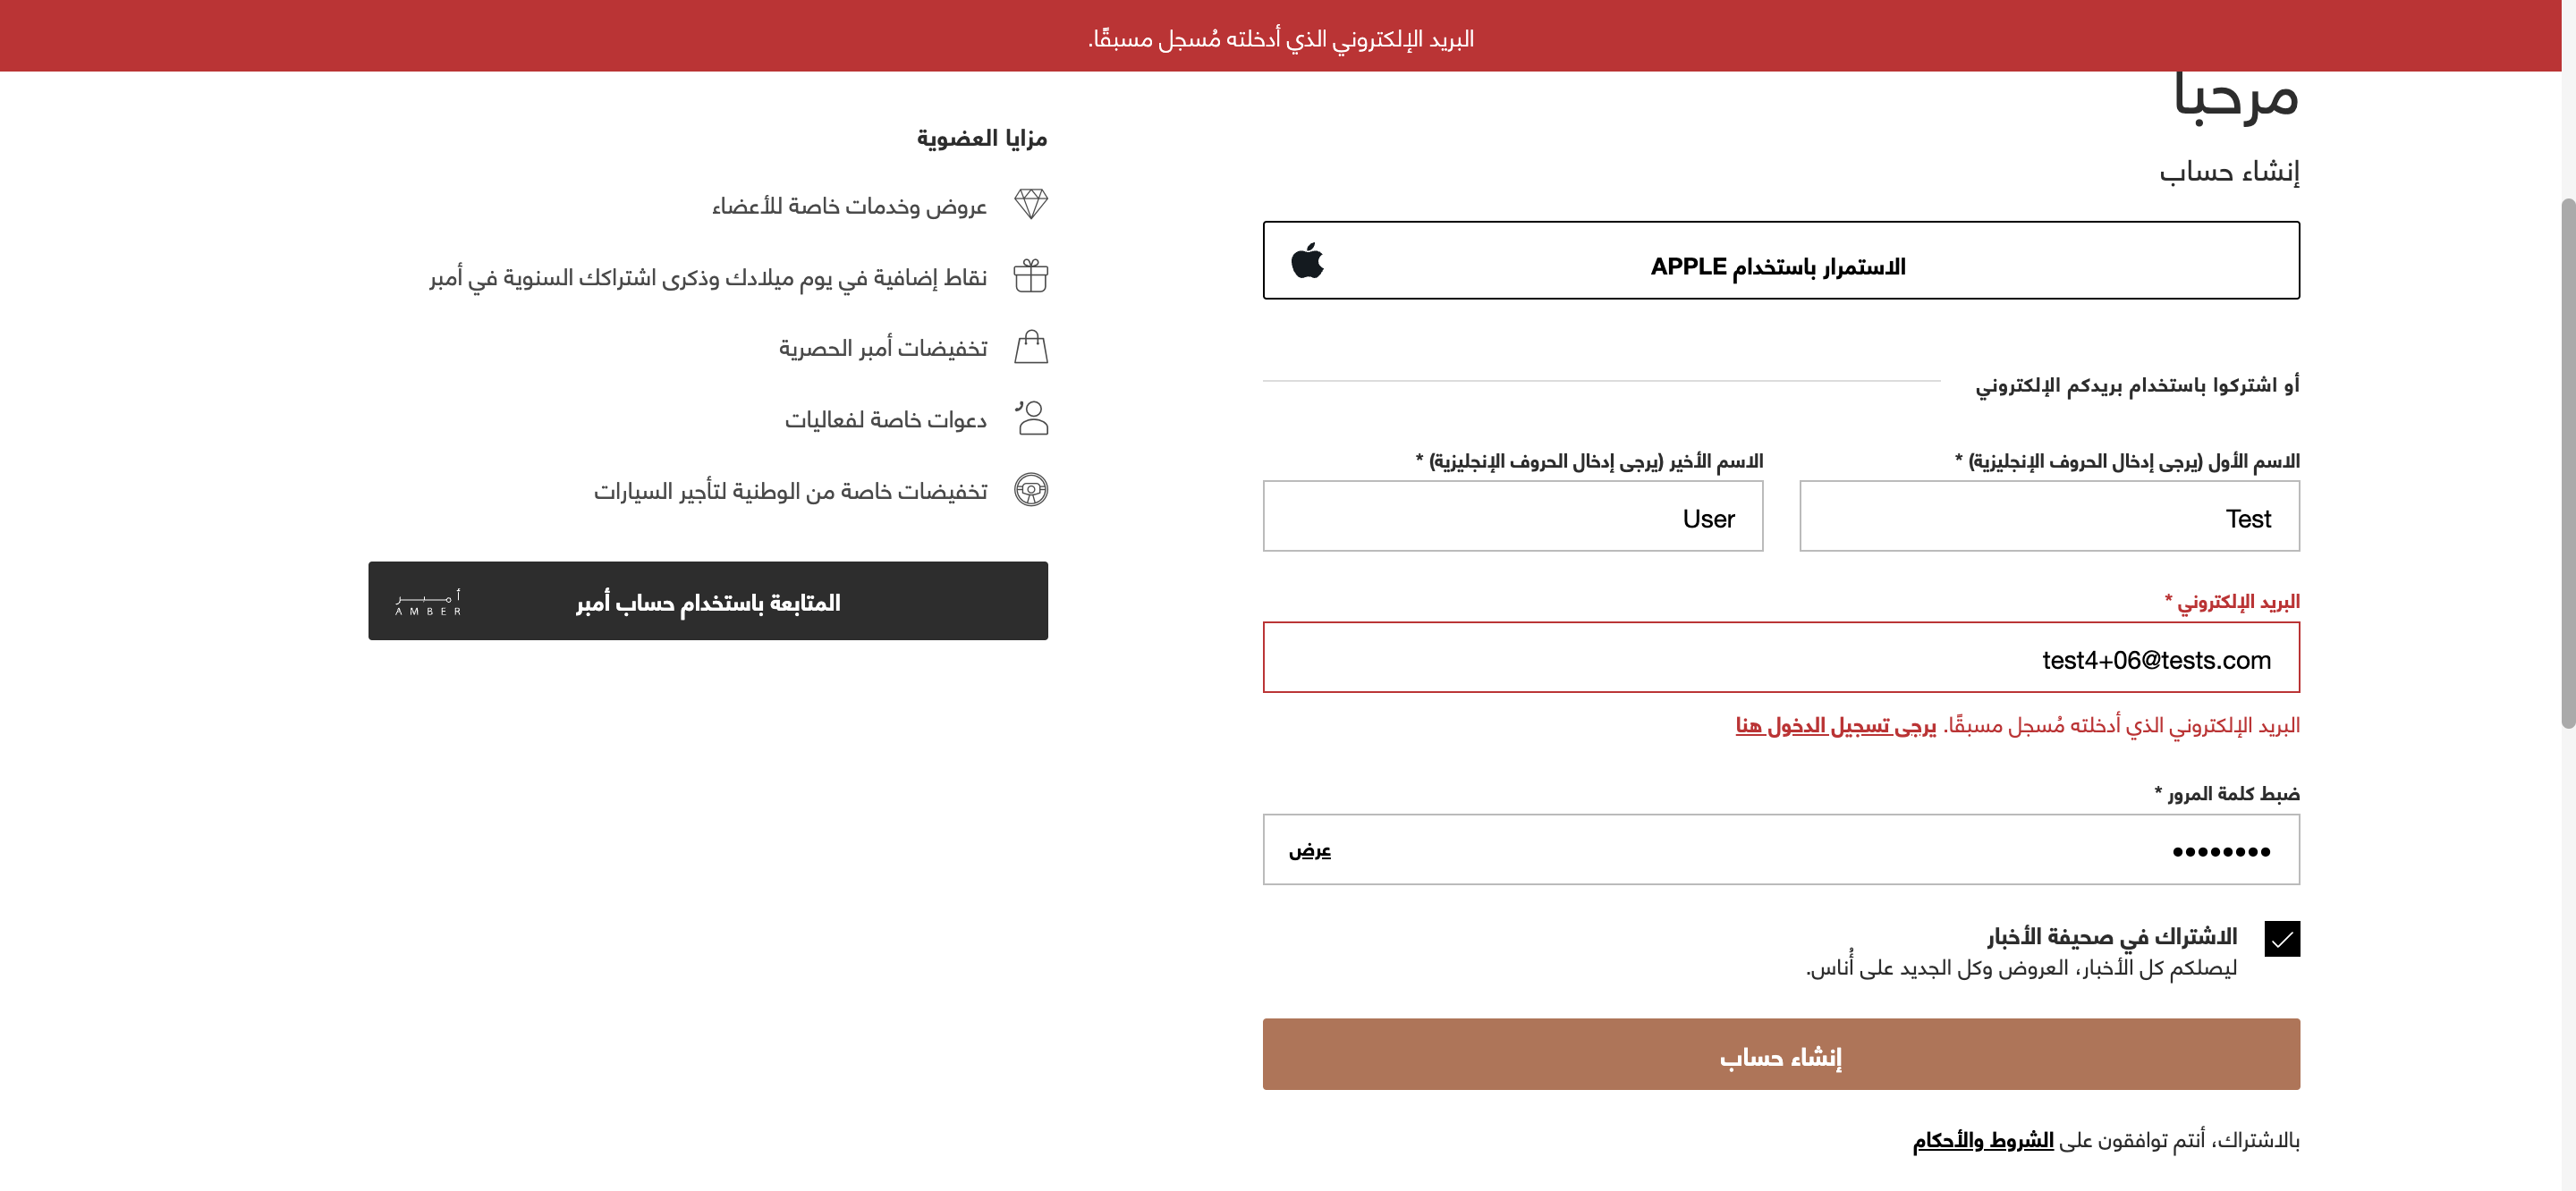 البريد الإلكتروني الذي أدخلته مُسجل مسبقًا.
مرحباً
إنشاء حساب
الاستمرار باستخدام APPLE
أو اشتركوا باستخدام بريدكم الإلكتروني
الاسم الأول (يرجى إدخال الحروف الإنجليزية) *
Test
الاسم الأخير (يرجى إدخال الحروف الإنجليزية) *
User
البريد الإلكتروني *
test4+06@tests.com
البريد الإلكتروني الذي أدخلته مُسجل مسبقًا. يرجى تسجيل الدخول هنا
ضبط كلمة المرور *
•••••••• عرض
الاشتراك في صحيفة الأخبار
ليصلكم كل الأخبار، العروض وكل الجديد على أُناس.
إنشاء حساب
بالاشتراك، أنتم توافقون على الشروط والأحكام
مزايا العضوية
عروض وخدمات خاصة للأعضاء
نقاط إضافية في يوم ميلادك وذكرى اشتراكك السنوية في أمبر
تخفيضات أمبر الحصرية
دعوات خاصة لفعاليات
تخفيضات خاصة من الوطنية لتأجير السيارات
المتابعة باستخدام حساب أمبر
أمبر
AMBER